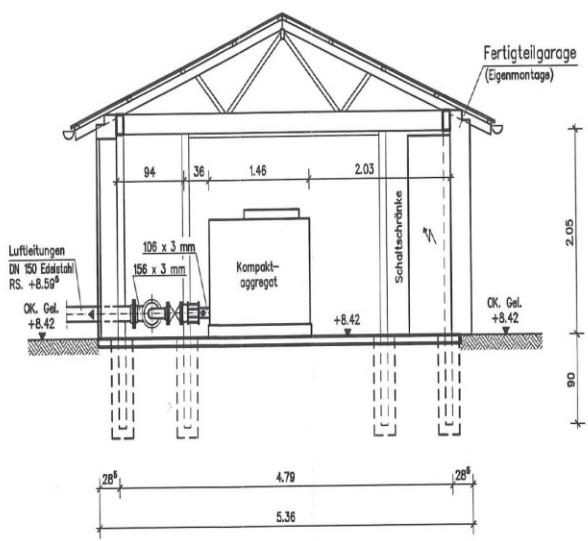 Fertigteilgarage
(Eigenmontage)
94
36
1.46
2.03
2.05
Schaltschränke
Luftleitungen
DN 150 Edelstahl
RS. +8.59⁵
106 x 3 mm
156 x 3 mm
Kompakt-
aggregat
OK. Gel.
+8.42
+8.42
OK. Gel.
+8.42
90
28⁵
4.79
28⁵
5.36